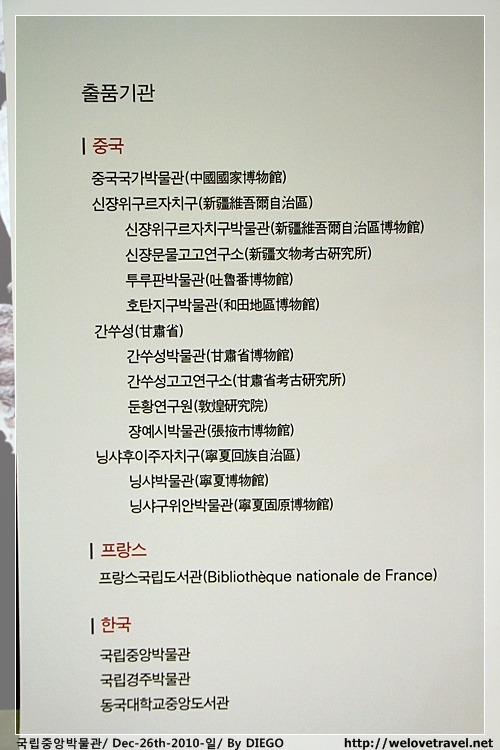 출품기관
중국
중국국가박물관(中國國家博物館)
신쟝위구르자치구(新疆維吾爾自治區)
신쟝위구르자치구박물관(新疆維吾爾自治區博物館)
신쟝문물고고연구소(新疆文物考古硏究所)
투루판박물관(吐魯番博物館)
호탄지구박물관(和田地區博物館)
간쑤성(甘肅省)
간쑤성박물관(甘肅省博物館)
간쑤성고고연구소(甘肅省考古硏究所)
둔황연구원(敦煌硏究院)
쟝예시박물관(張掖市博物館)
닝샤후이주자치구(寧夏回族自治區)
닝샤박물관(寧夏博物館)
닝샤구위안박물관(寧夏固原博物館)
프랑스
프랑스국립도서관(Bibliothèque nationale de France)
한국
국립중앙박물관
국립경주박물관
동국대학교중앙도서관
국립중앙박물관/ Dec-26th-2010-일/ By DIEGO
http://welovetravel.net